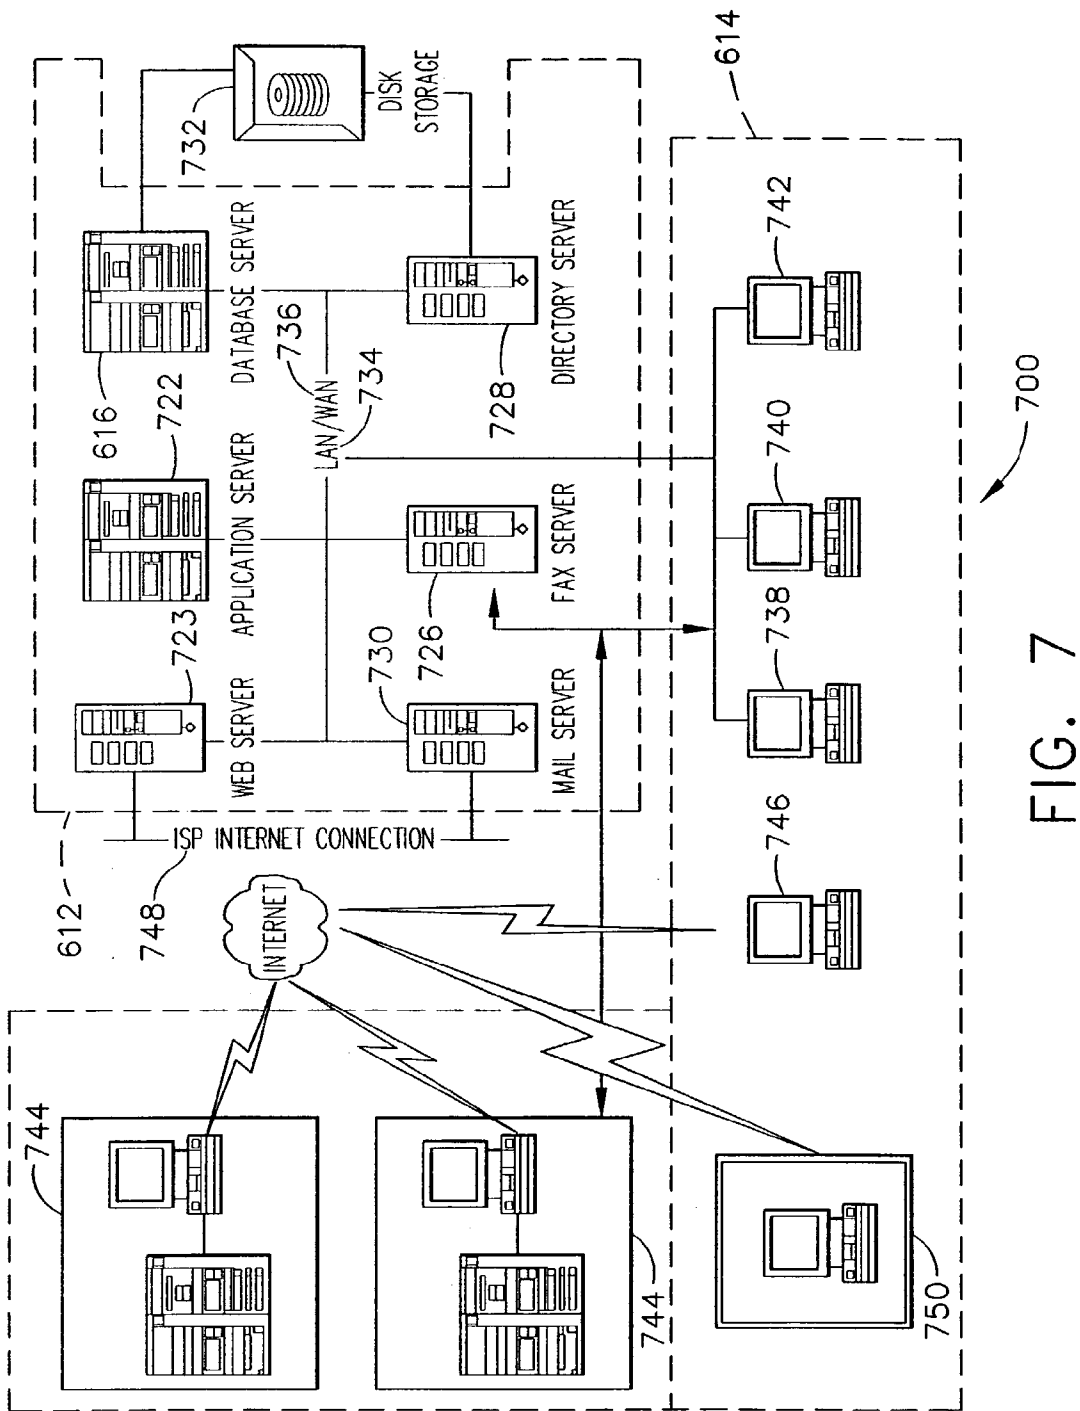 612
748
ISP INTERNET CONNECTION
INTERNET
744
744
723
WEB SERVER
722
APPLICATION SERVER
616
DATABASE SERVER
732
DISK
STORAGE
736
LAN/WAN
734
730
MAIL SERVER
726
FAX SERVER
728
DIRECTORY SERVER
614
750
746
738
740
742
700
FIG. 7